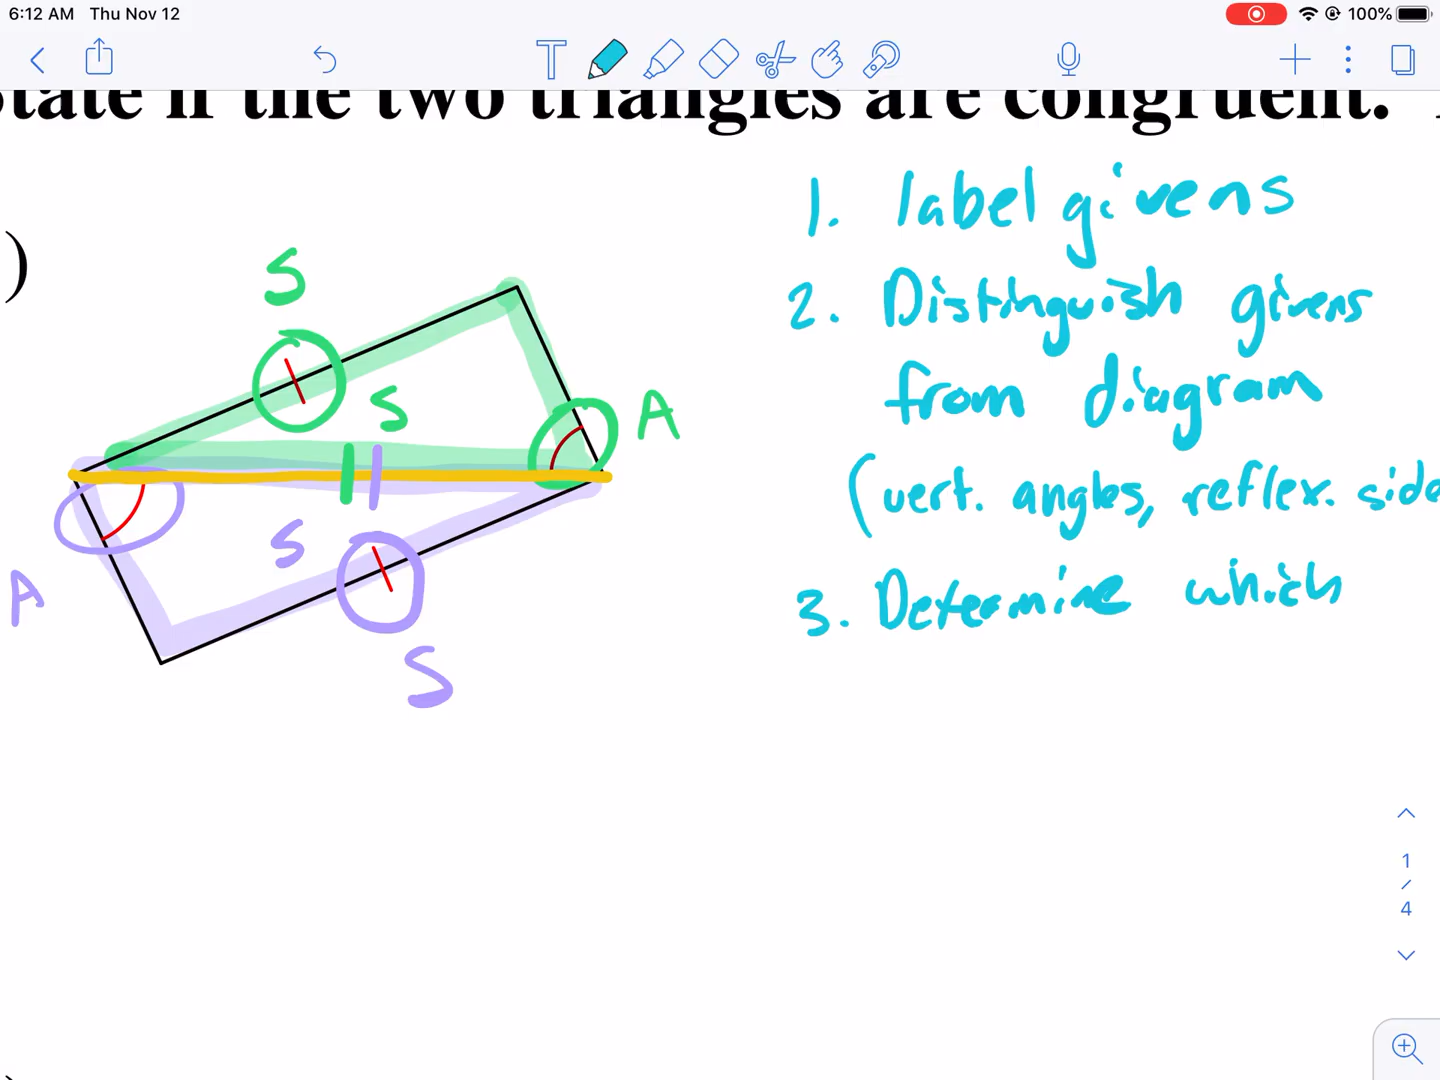 6:12 AM Thu Nov 12
100%
T
tate if the two triangles are congruent.
)
1. label givens
2. Distinguish givens
from diagram
(vert. angles, reflex. side
3. Determine which
S
S
A
S
A
S
1
/
4